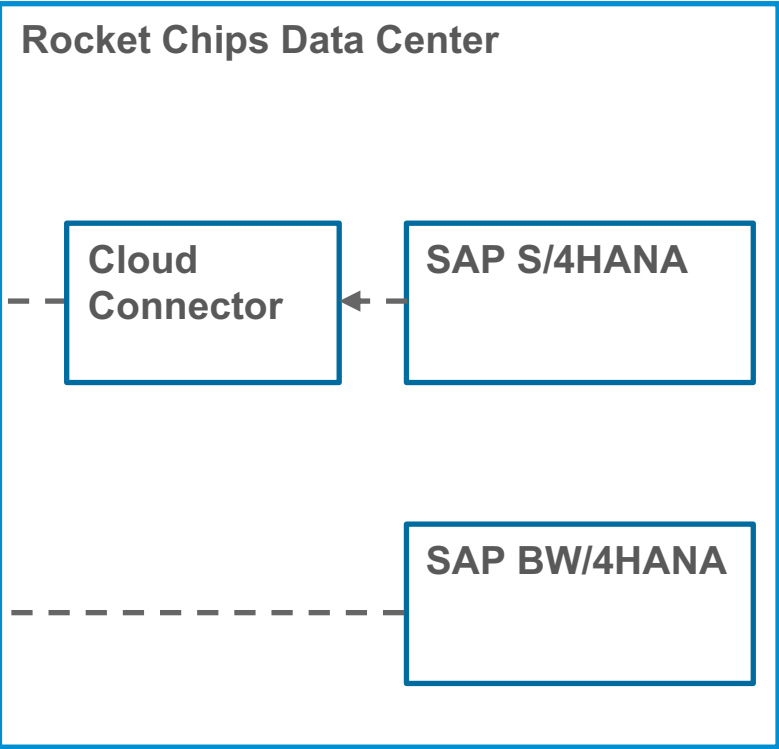 Rocket Chips Data Center
Cloud
Connector
SAP S/4HANA
SAP BW/4HANA